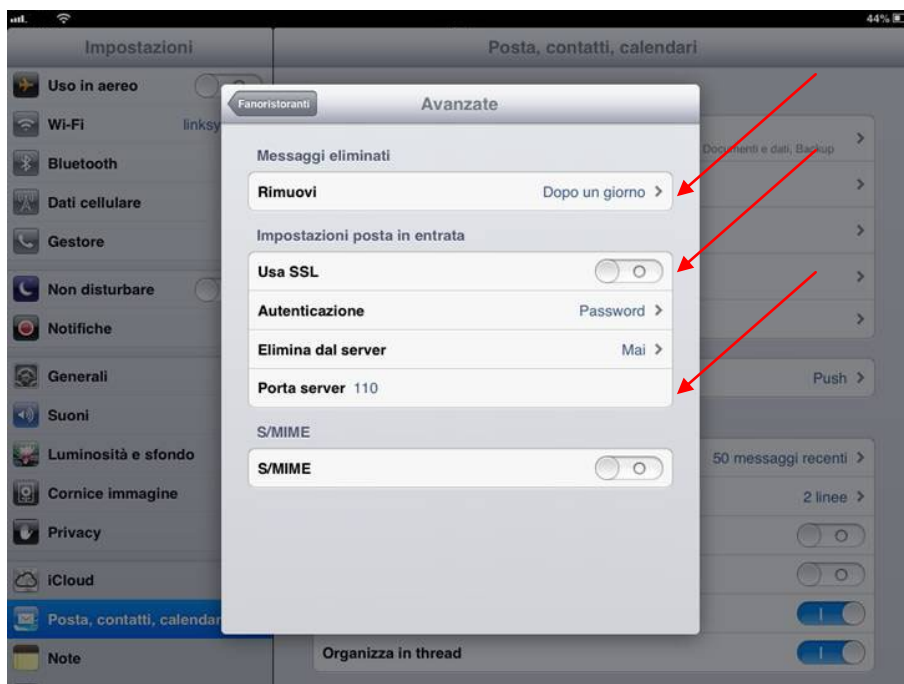 44%
Impostazioni
Posta, contatti, calendari
Uso in aereo
Wi-Fi linksy
Bluetooth
Dati cellulare
Gestore
Non disturbare
Notifiche
Generali
Suoni
Luminosità e sfondo
Cornice immagine
Privacy
iCloud
Posta, contatti, calendar
Note
Fanoristoranti
Avanzate
Messaggi eliminati
Rimuovi Dopo un giorno
Impostazioni posta in entrata
Usa SSL
Autenticazione Password
Elimina dal server Mai
Porta server 110
S/MIME
S/MIME
Documenti e dati, Backup
Push
50 messaggi recenti
2 linee
Organizza in thread